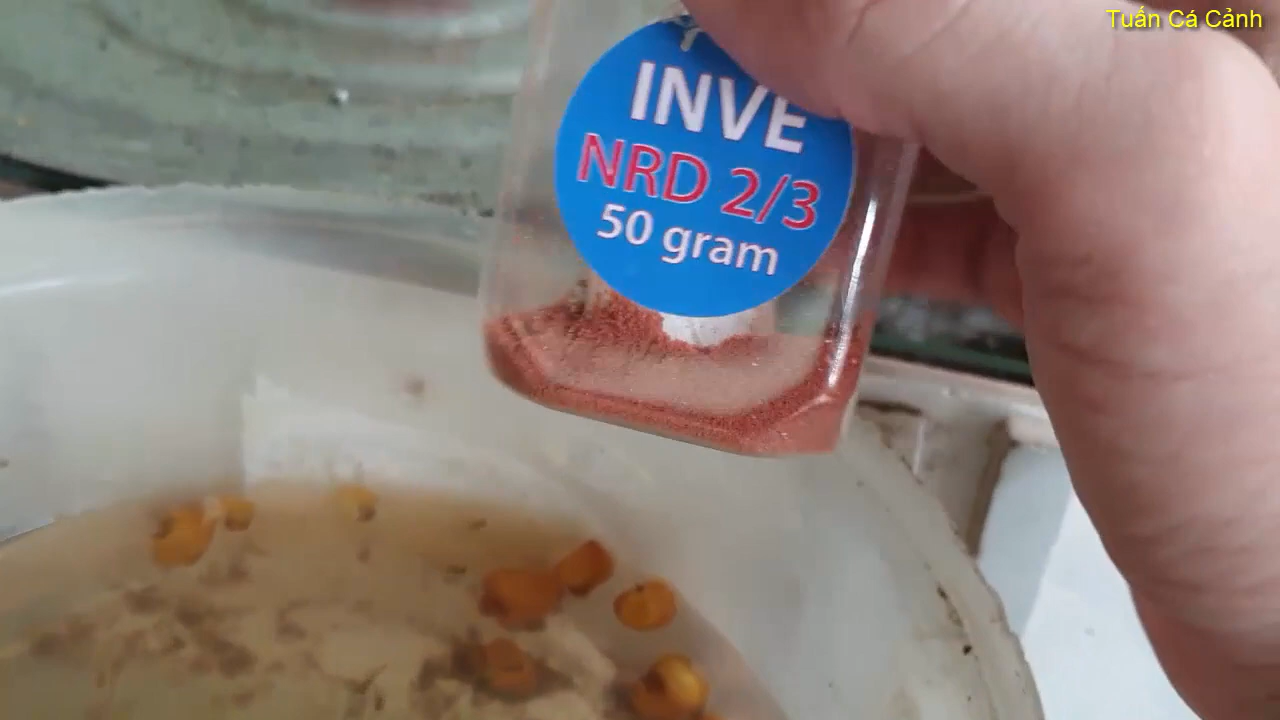 Tuấn Cá Cảnh
INVE
NRD 2/3
50 gram